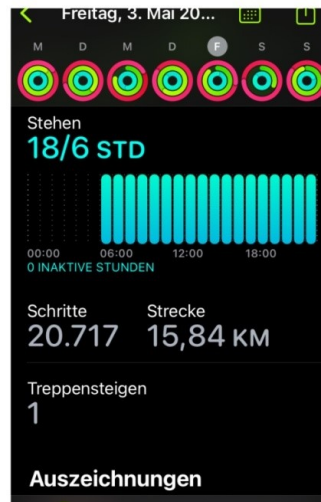 Freitag, 3. Mai 20...
M D M D F S S
Stehen
18/6 STD
00:00 06:00 12:00 18:00
0 INAKTIVE STUNDEN
Schritte Strecke
20.717 15,84 KM
Treppensteigen
1
Auszeichnungen